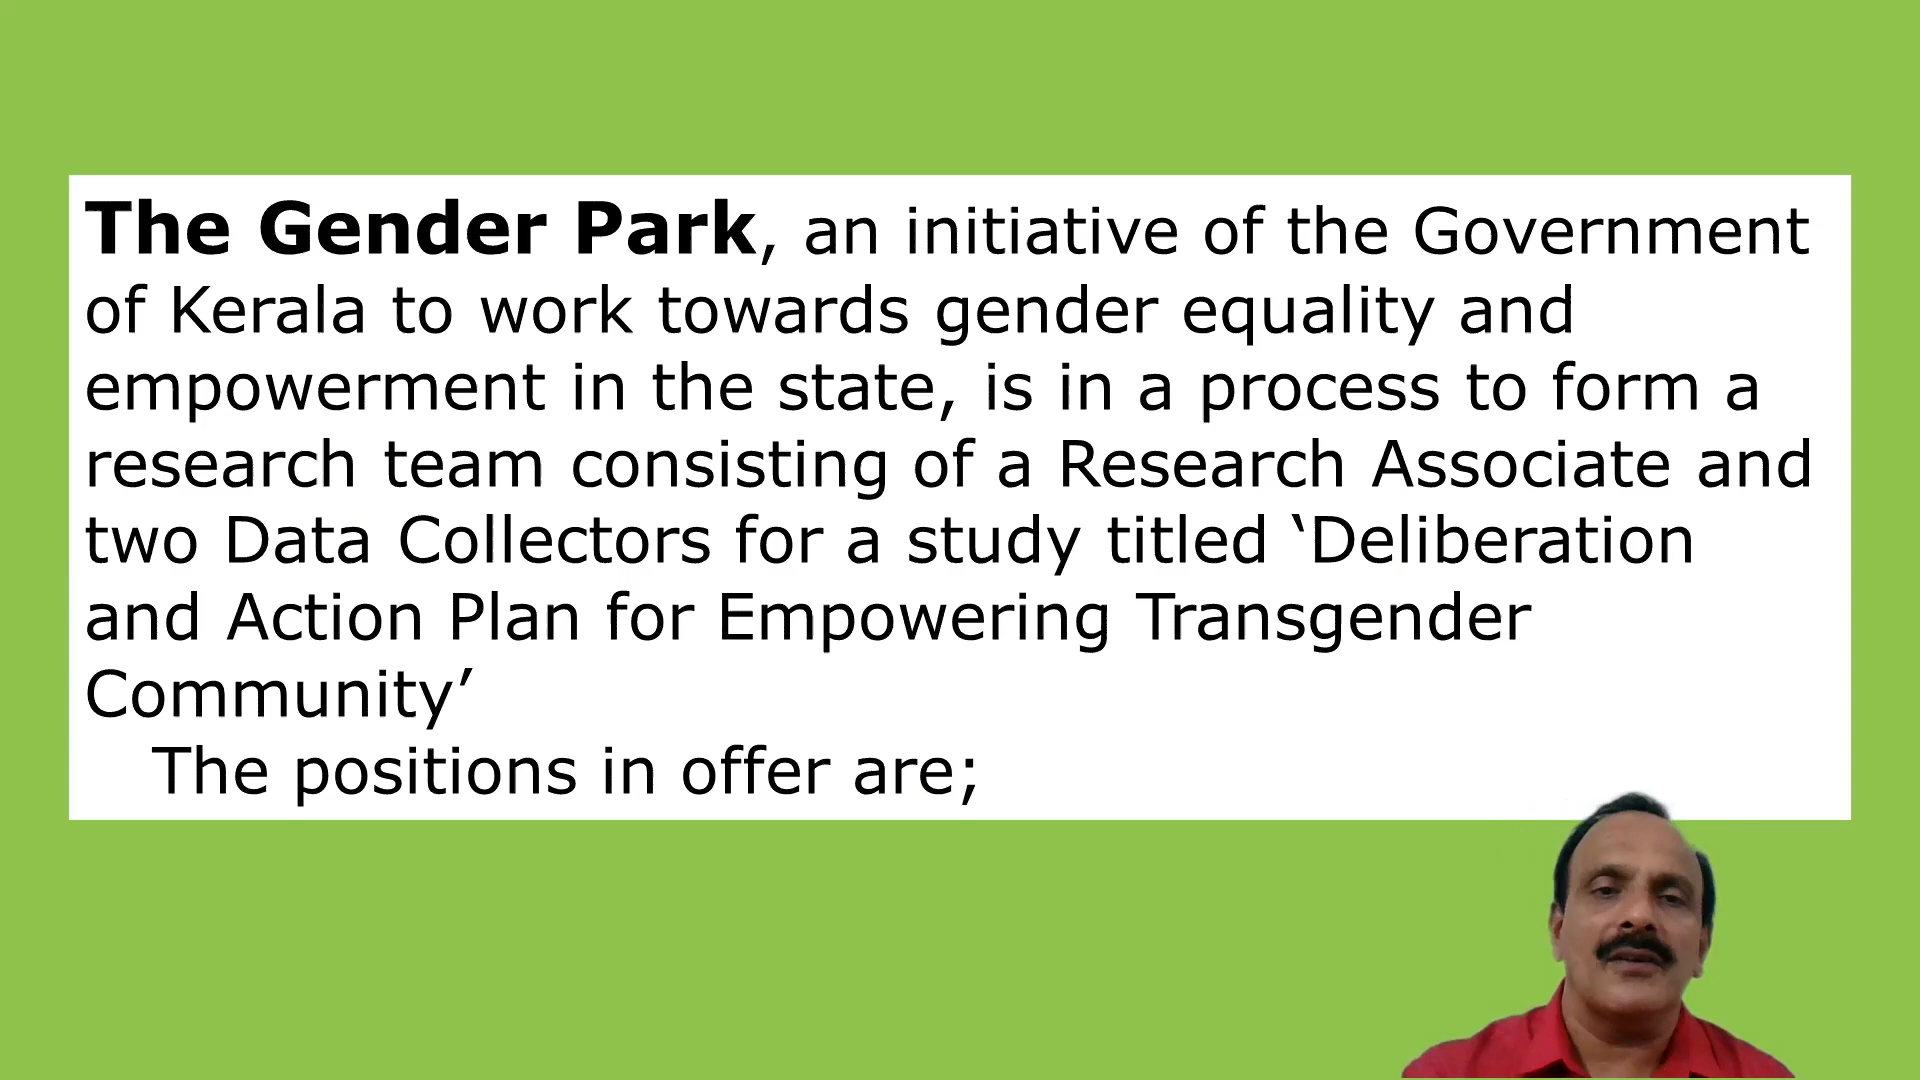 The Gender Park, an initiative of the Government
of Kerala to work towards gender equality and
empowerment in the state, is in a process to form a
research team consisting of a Research Associate and
two Data Collectors for a study titled ‘Deliberation
and Action Plan for Empowering Transgender
Community’
The positions in offer are;